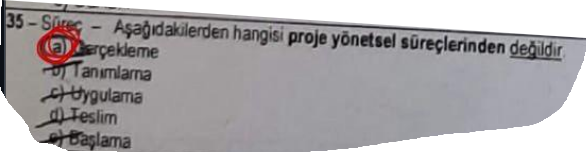 35 – Süreç – Aşağıdakilerden hangisi proje yönetsel süreçlerinden değildir.
a) Gerçekleme
b) Tanımlama
c) Uygulama
d) Teslim
e) Başlama